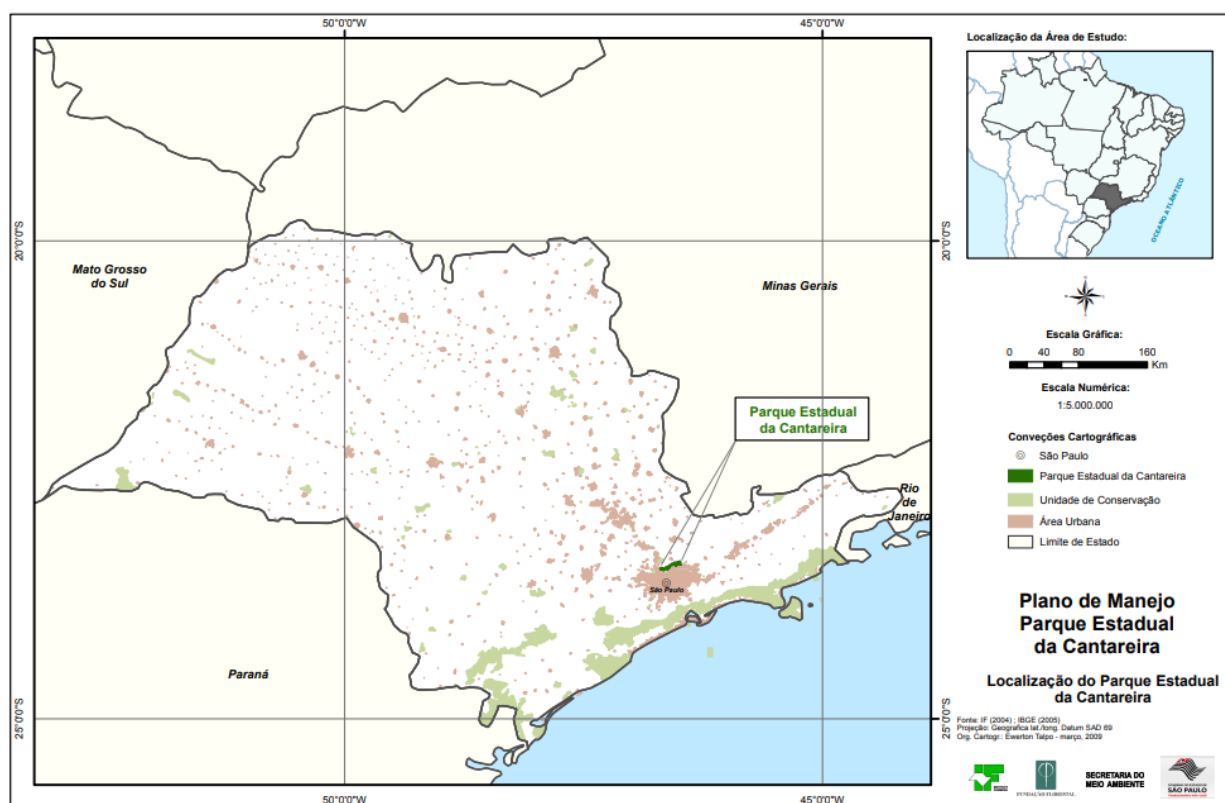 50°0'0"W
45°0'0"W
20°0'0"S
20°0'0"S
Mato Grosso
do Sul
Minas Gerais
Parque Estadual
da Cantareira
Rio
de
Janeiro
São Paulo
Paraná
25°0'0"S
25°0'0"S
50°0'0"W
45°0'0"W
Localização da Área de Estudo:
OCEANO ATLÂNTICO
Escala Gráfica:
0 40 80 160
Km
Escala Numérica:
1:5.000.000
Conveções Cartográficas
São Paulo
Parque Estadual da Cantareira
Unidade de Conservação
Área Urbana
Límite de Estado
Plano de Manejo
Parque Estadual
da Cantareira
Localização do Parque Estadual
da Cantareira
Fonte: IF (2004) ; IBGE (2005)
Projeção: Geografica lat./long. Datum SAD 69
Org. Cartogr.: Ewerton Talpo - março, 2009
IF
FUNDAÇÃO FLORESTAL
SECRETARIA DO
MEIO AMBIENTE
SÃO PAULO